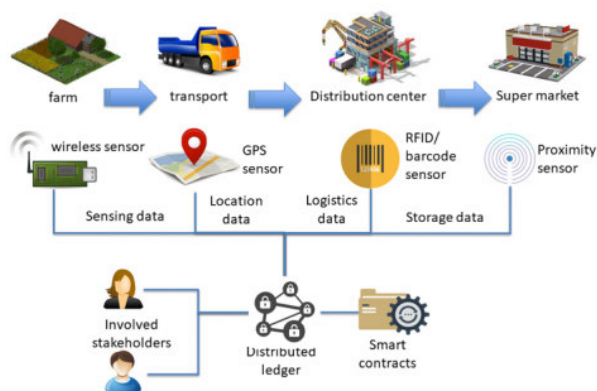 farm
transport
Distribution center
Super market
wireless sensor
GPS
sensor
RFID/
barcode
sensor
Proximity
sensor
Sensing data
Location
data
Logistics
data
Storage data
Involved
stakeholders
Distributed
ledger
Smart
contracts